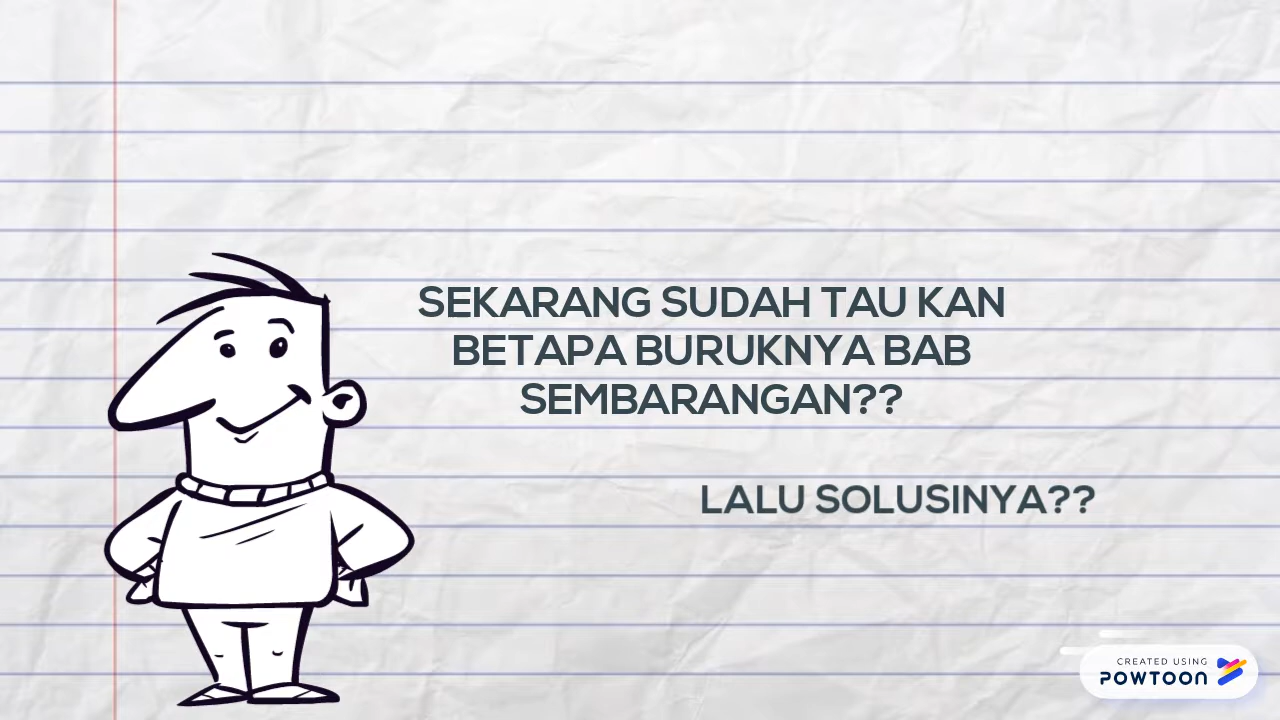 SEKARANG SUDAH TAU KAN
BETAPA BURUKNYA BAB
SEMBARANGAN??
LALU SOLUSINYA??
CREATED USING
POWTOON